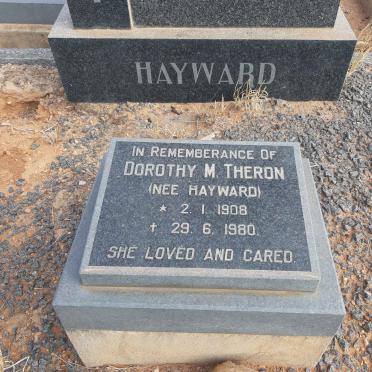 HAYWARD
IN REMEMBERANCE OF
DOROTHY M. THERON
(NEE HAYWARD)
* 2. 1. 1908
† 29. 6. 1980.
SHE LOVED AND CARED.